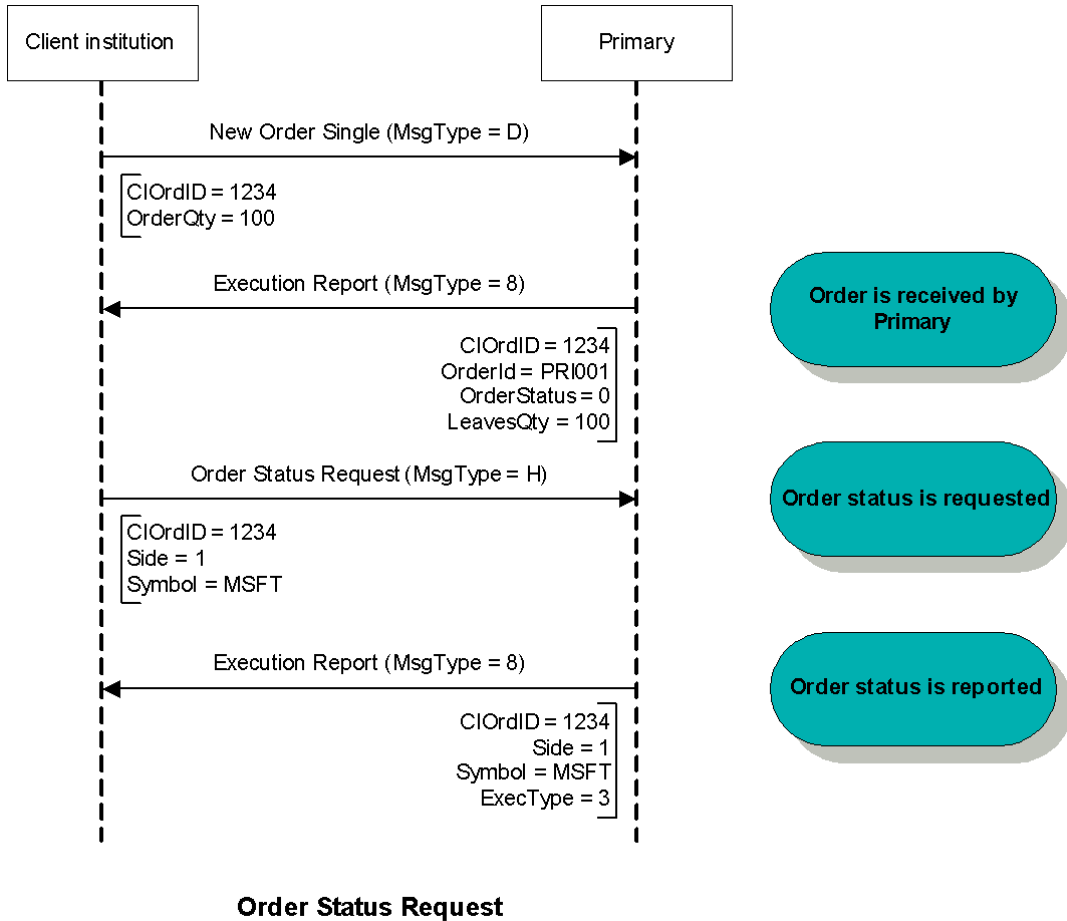 Client institution
Primary
New Order Single (MsgType = D)
ClOrdID = 1234
OrderQty = 100
Execution Report (MsgType = 8)
Order is received by
Primary
ClOrdID = 1234
OrderId = PRI001
OrderStatus = 0
LeavesQty = 100
Order Status Request (MsgType = H)
Order status is requested
ClOrdID = 1234
Side = 1
Symbol = MSFT
Execution Report (MsgType = 8)
Order status is reported
ClOrdID = 1234
Side = 1
Symbol = MSFT
ExecType = 3
Order Status Request